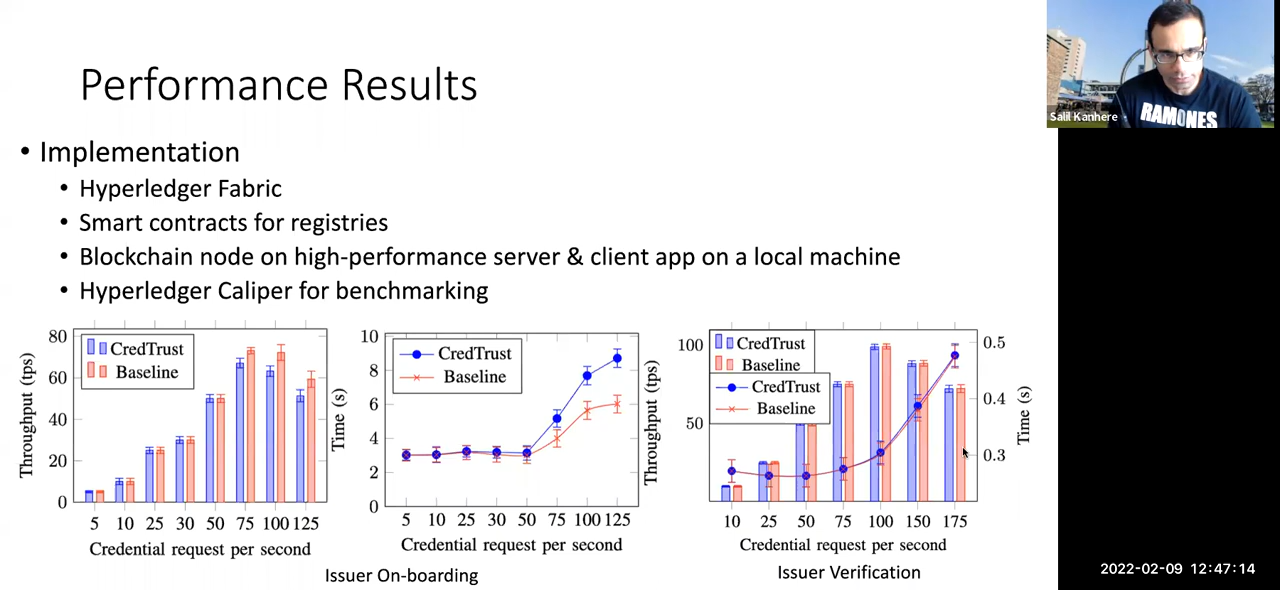 Performance Results
Salil Kanhere
RAMONES
• Implementation
• Hyperledger Fabric
• Smart contracts for registries
• Blockchain node on high-performance server & client app on a local machine
• Hyperledger Caliper for benchmarking
Throughput (tps)
80
60
40
20
0
CredTrust
Baseline
5 10 25 30 50 75 100 125
Credential request per second
Time (s)
10
8
6
4
2
0
CredTrust
Baseline
5 10 25 30 50 75 100 125
Credential request per second
Issuer On-boarding
Throughput (tps)
100
50
CredTrust
Baseline
CredTrust
Baseline
0.5
0.4
0.3
Time (s)
10 25 50 75 100 150 175
Credential request per second
Issuer Verification
2022-02-09 12:47:14